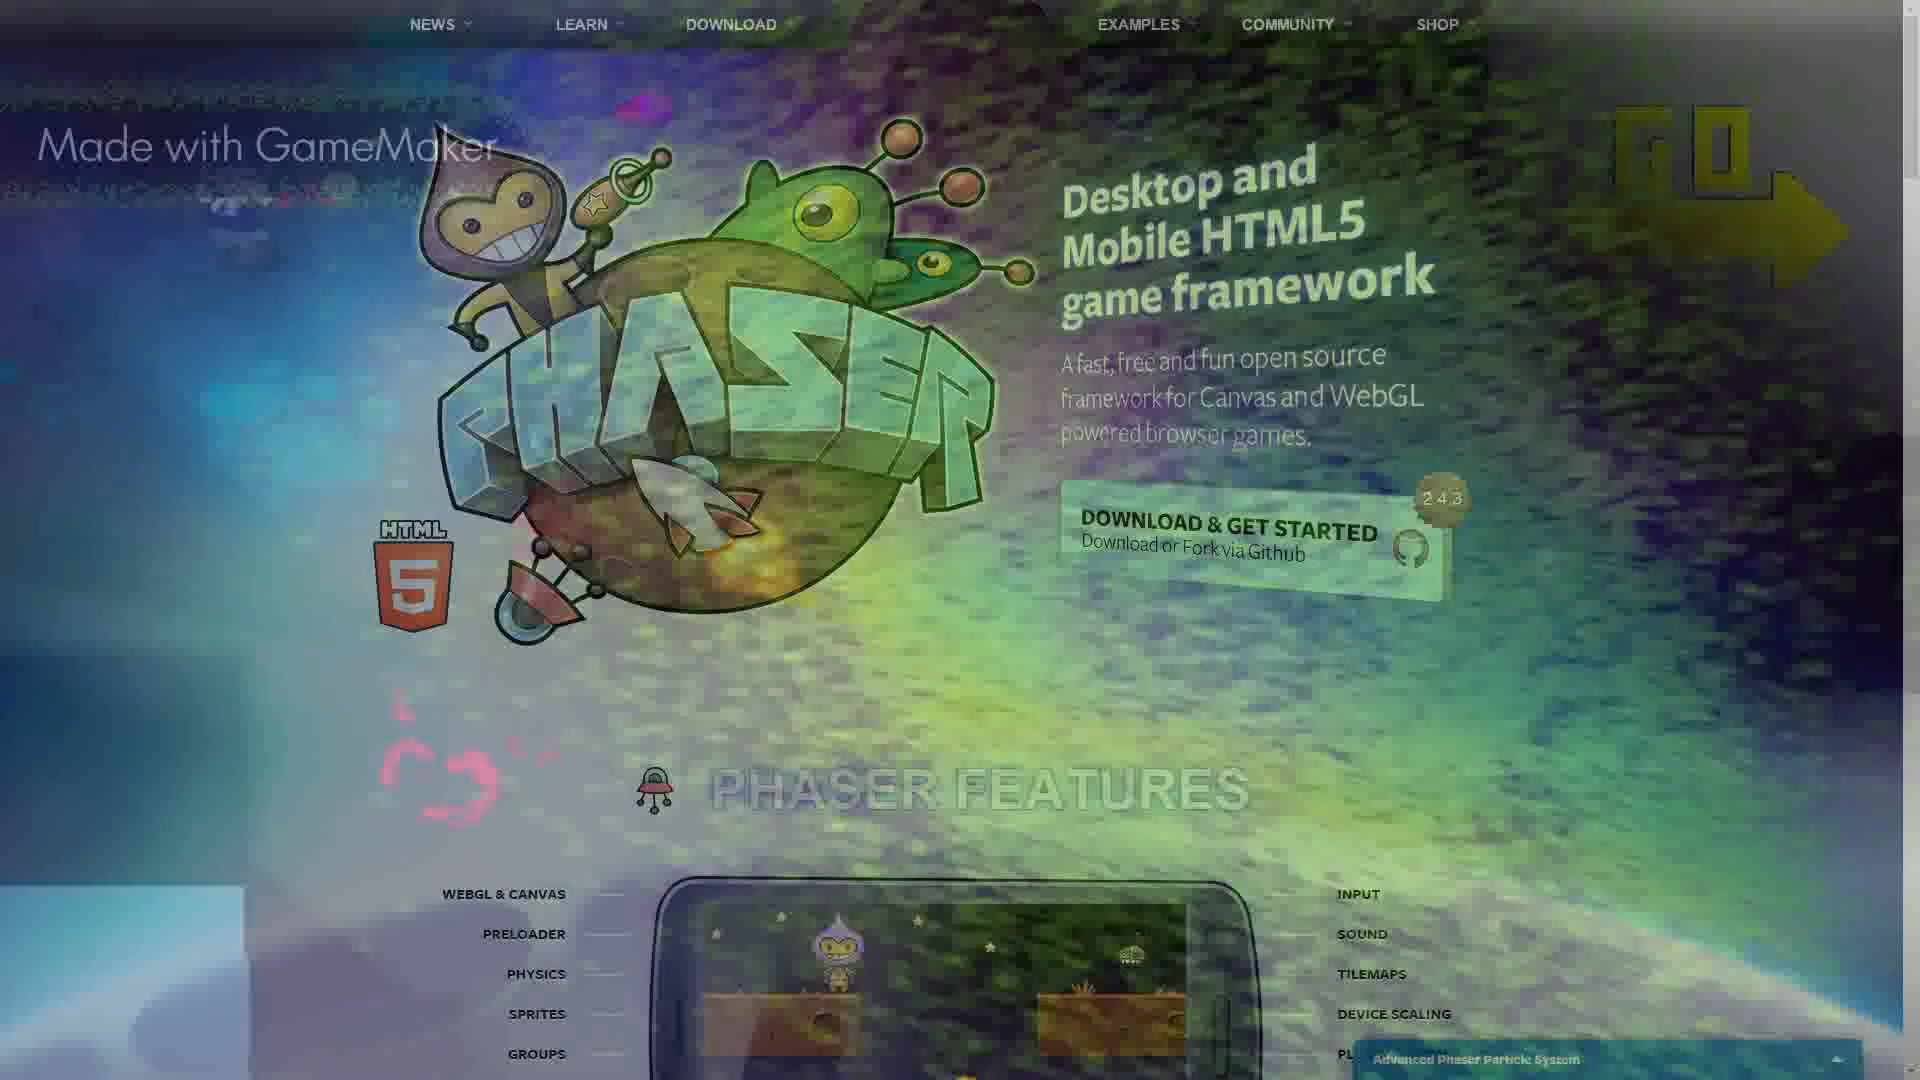 NEWS
LEARN
DOWNLOAD
EXAMPLES
COMMUNITY
SHOP
Made with GameMaker
GO
Desktop and
Mobile HTML5
game framework
PHASER
A fast, free and fun open source
framework for Canvas and WebGL
powered browser games.
2.4.3
DOWNLOAD & GET STARTED
Download or Fork via Github
HTML
5
PHASER FEATURES
WEBGL & CANVAS
PRELOADER
PHYSICS
SPRITES
GROUPS
INPUT
SOUND
TILEMAPS
DEVICE SCALING
Advanced Phaser Particle System